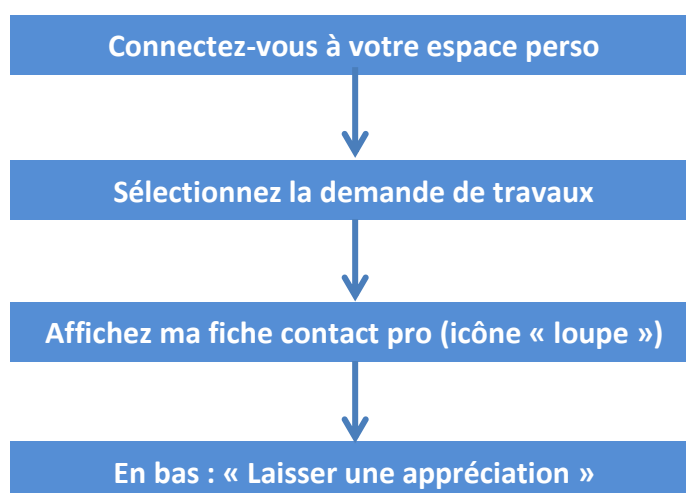 Connectez-vous à votre espace perso
Sélectionnez la demande de travaux
Affichez ma fiche contact pro (icône « loupe »)
En bas : « Laisser une appréciation »